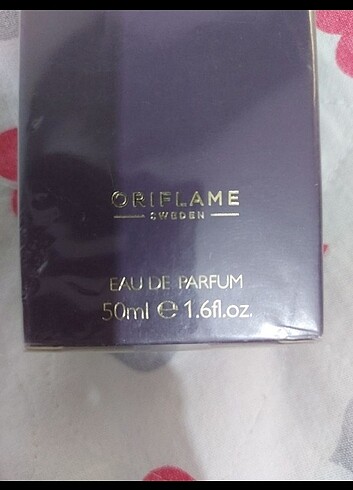 ORIFLAME
SWEDEN
EAU DE PARFUM
50ml ℮ 1.6fl.oz.